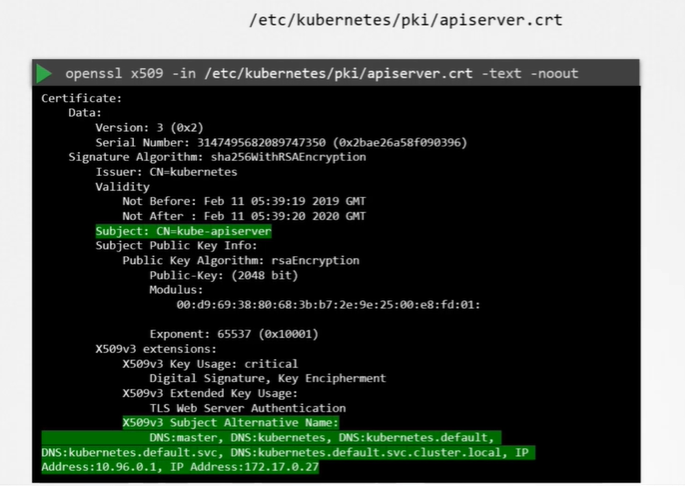 /etc/kubernetes/pki/apiserver.crt
openssl x509 -in /etc/kubernetes/pki/apiserver.crt -text -noout
Certificate:
Data:
Version: 3 (0x2)
Serial Number: 3147495682089747350 (0x2bae26a58f090396)
Signature Algorithm: sha256WithRSAEncryption
Issuer: CN=kubernetes
Validity
Not Before: Feb 11 05:39:19 2019 GMT
Not After : Feb 11 05:39:20 2020 GMT
Subject: CN=kube-apiserver
Subject Public Key Info:
Public Key Algorithm: rsaEncryption
Public-Key: (2048 bit)
Modulus:
00:d9:69:38:80:68:3b:b7:2e:9e:25:00:e8:fd:01:
Exponent: 65537 (0x10001)
X509v3 extensions:
X509v3 Key Usage: critical
Digital Signature, Key Encipherment
X509v3 Extended Key Usage:
TLS Web Server Authentication
X509v3 Subject Alternative Name:
DNS:master, DNS:kubernetes, DNS:kubernetes.default,
DNS:kubernetes.default.svc, DNS:kubernetes.default.svc.cluster.local, IP
Address:10.96.0.1, IP Address:172.17.0.27